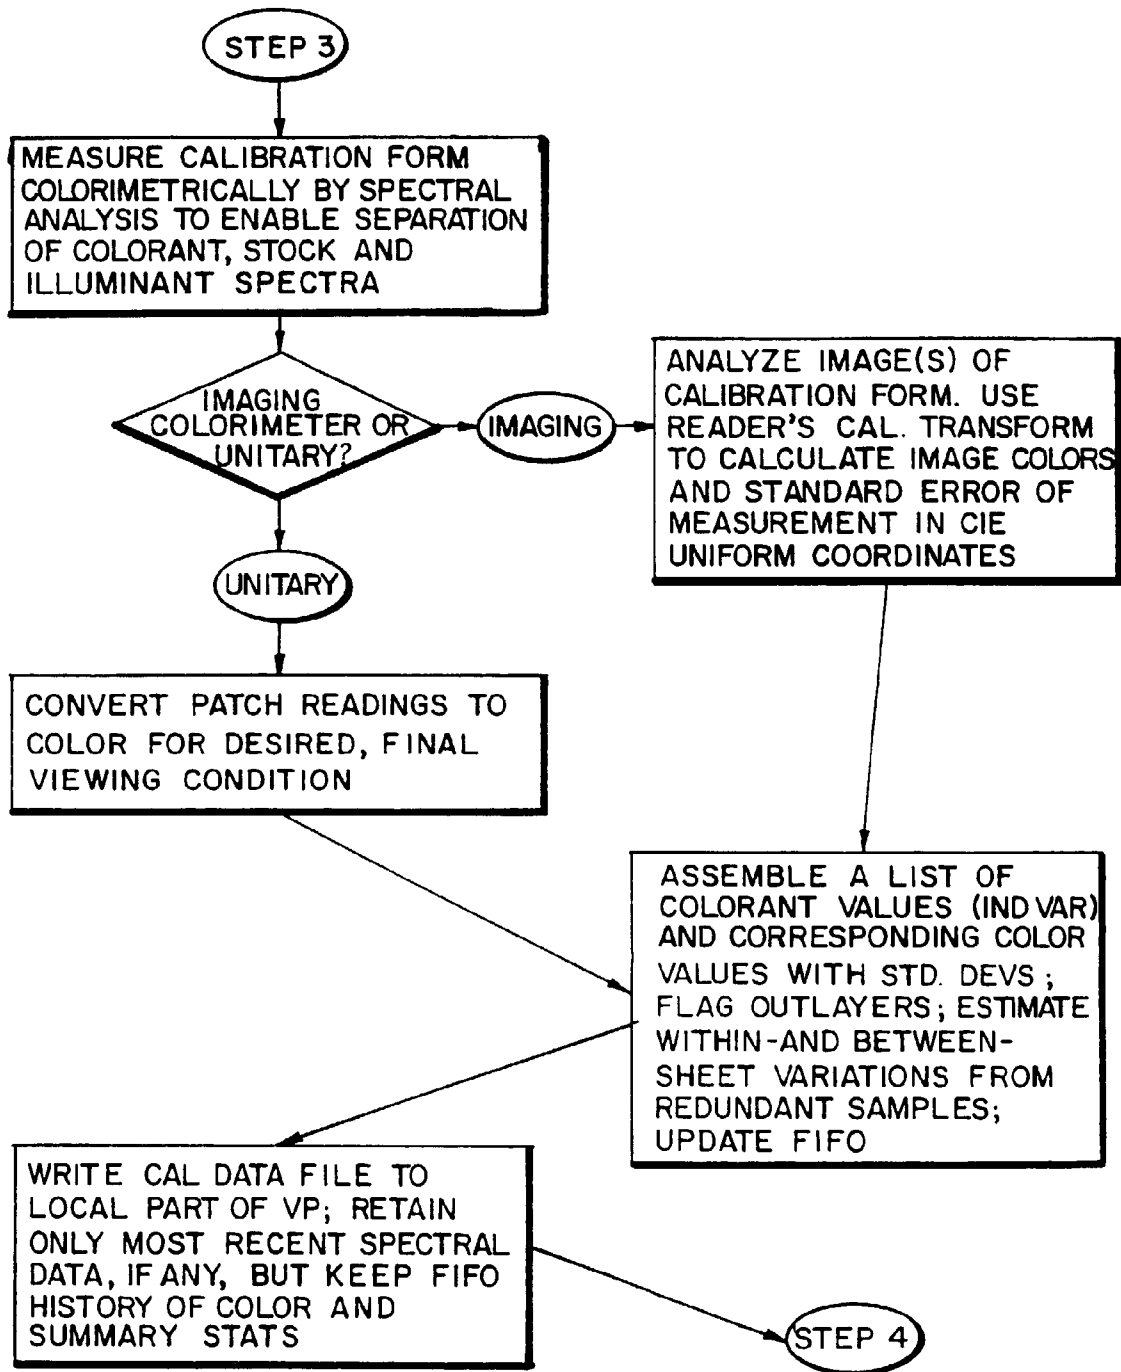 STEP 3
MEASURE CALIBRATION FORM
COLORIMETRICALLY BY SPECTRAL
ANALYSIS TO ENABLE SEPARATION
OF COLORANT, STOCK AND
ILLUMINANT SPECTRA
IMAGING
COLORIMETER OR
UNITARY?
IMAGING
ANALYZE IMAGE(S) OF
CALIBRATION FORM. USE
READER'S CAL. TRANSFORM
TO CALCULATE IMAGE COLORS
AND STANDARD ERROR OF
MEASUREMENT IN CIE
UNIFORM COORDINATES
UNITARY
CONVERT PATCH READINGS TO
COLOR FOR DESIRED, FINAL
VIEWING CONDITION
ASSEMBLE A LIST OF
COLORANT VALUES (IND VAR)
AND CORRESPONDING COLOR
VALUES WITH STD. DEVS;
FLAG OUTLAYERS; ESTIMATE
WITHIN-AND BETWEEN-
SHEET VARIATIONS FROM
REDUNDANT SAMPLES;
UPDATE FIFO
WRITE CAL DATA FILE TO
LOCAL PART OF VP; RETAIN
ONLY MOST RECENT SPECTRAL
DATA, IF ANY, BUT KEEP FIFO
HISTORY OF COLOR AND
SUMMARY STATS
STEP 4